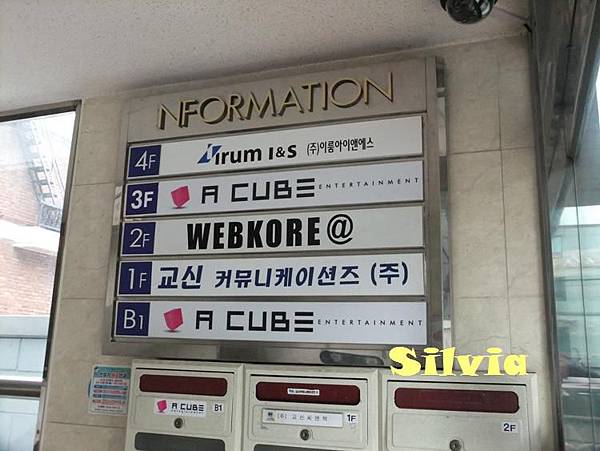 NFORMATION
4F irum I&S (주)이룸아이앤에스
3F A CUBE ENTERTAINMENT
2F WEBKORE@
1F 교신 커뮤니케이션즈 (주)
B1 A CUBE ENTERTAINMENT
Silvia
A CUBE B1
1F
2F